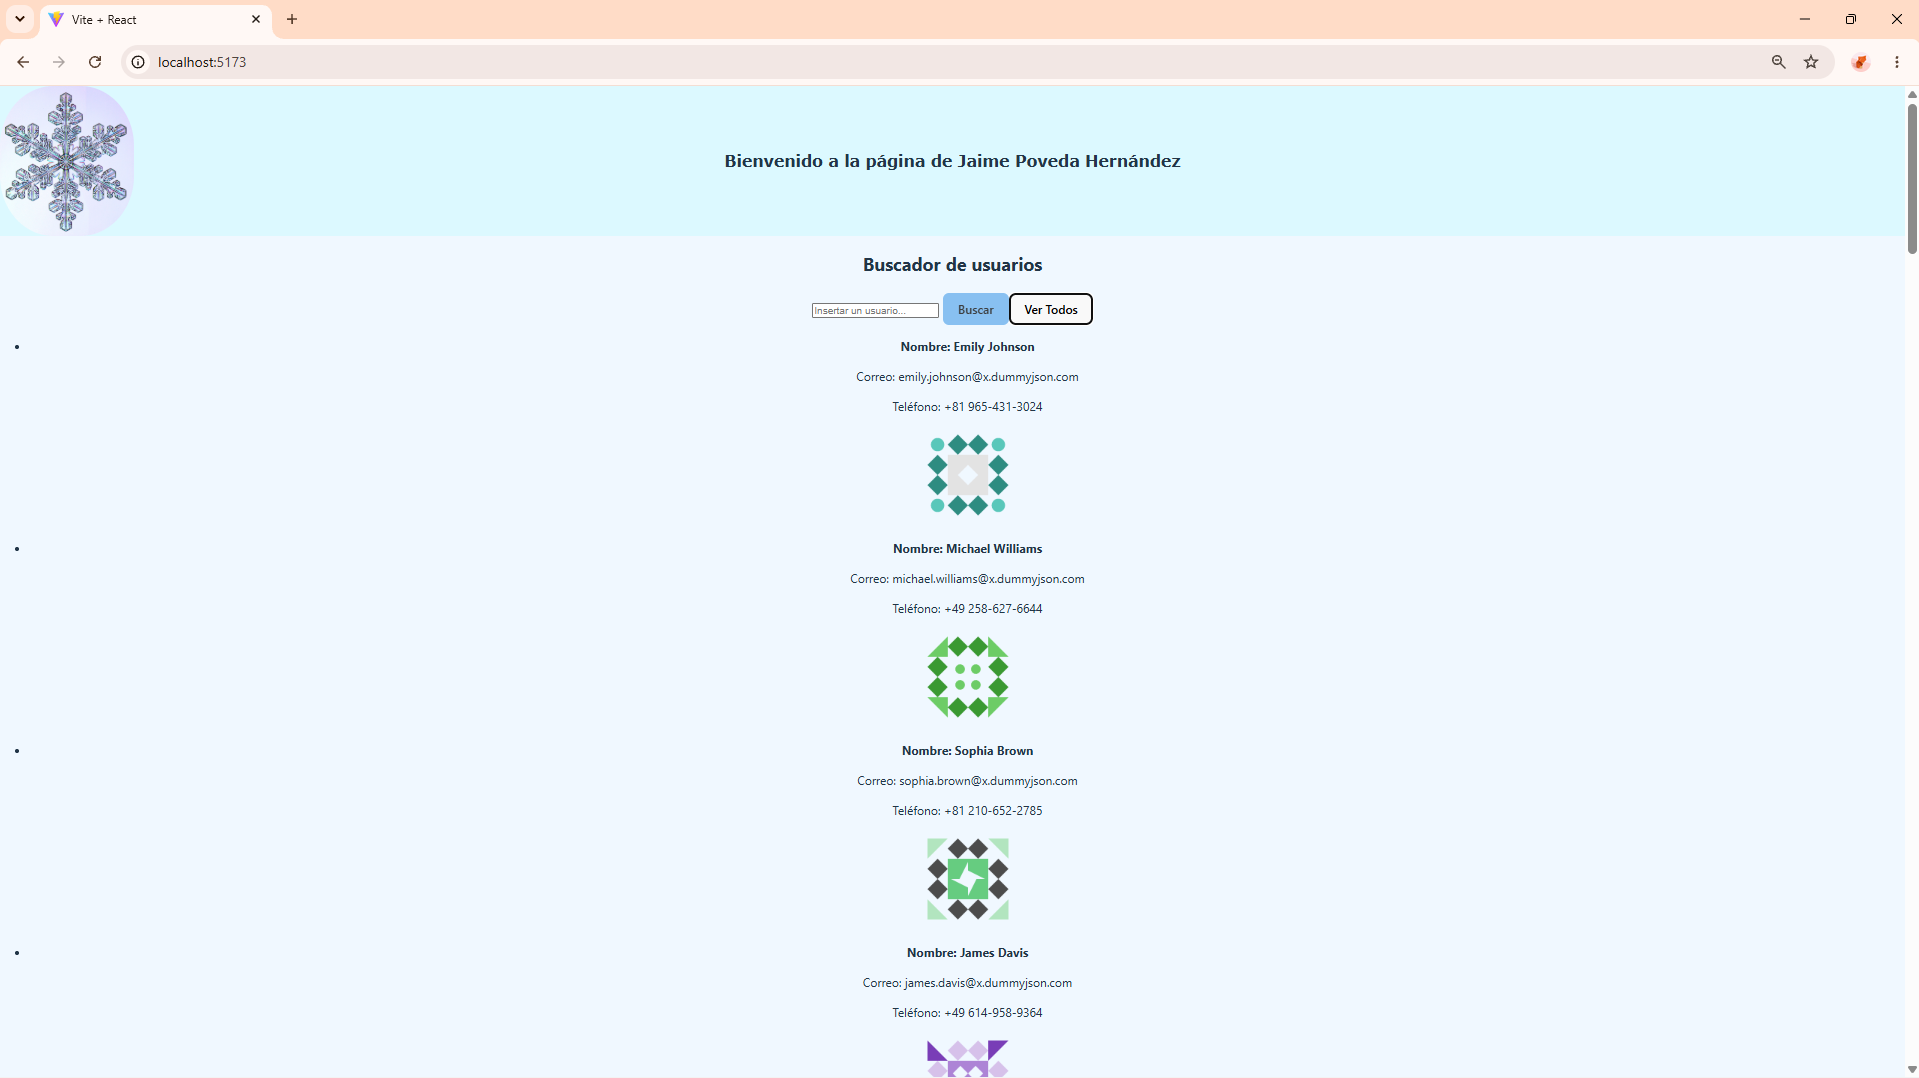 Vite + React
localhost:5173
Bienvenido a la página de Jaime Poveda Hernández
Buscador de usuarios
Insertar un usuario... Buscar Ver Todos
Nombre: Emily Johnson
Correo: emily.johnson@x.dummyjson.com
Teléfono: +81 965-431-3024
Nombre: Michael Williams
Correo: michael.williams@x.dummyjson.com
Teléfono: +49 258-627-6644
Nombre: Sophia Brown
Correo: sophia.brown@x.dummyjson.com
Teléfono: +81 210-652-2785
Nombre: James Davis
Correo: james.davis@x.dummyjson.com
Teléfono: +49 614-958-9364